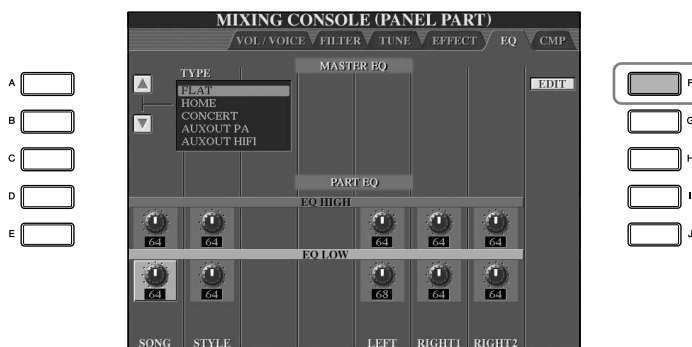 MIXING CONSOLE (PANEL PART)
VOL / VOICE FILTER TUNE EFFECT EQ CMP
MASTER EQ
TYPE
EDIT
FLAT
HOME
CONCERT
AUXOUT PA
AUXOUT HIFI
A
B
C
D
E
F
G
H
I
J
PART EQ
EQ HIGH
64 64 64 64 64
EQ LOW
64 64 68 64 64
SONG STYLE LEFT RIGHT1 RIGHT2